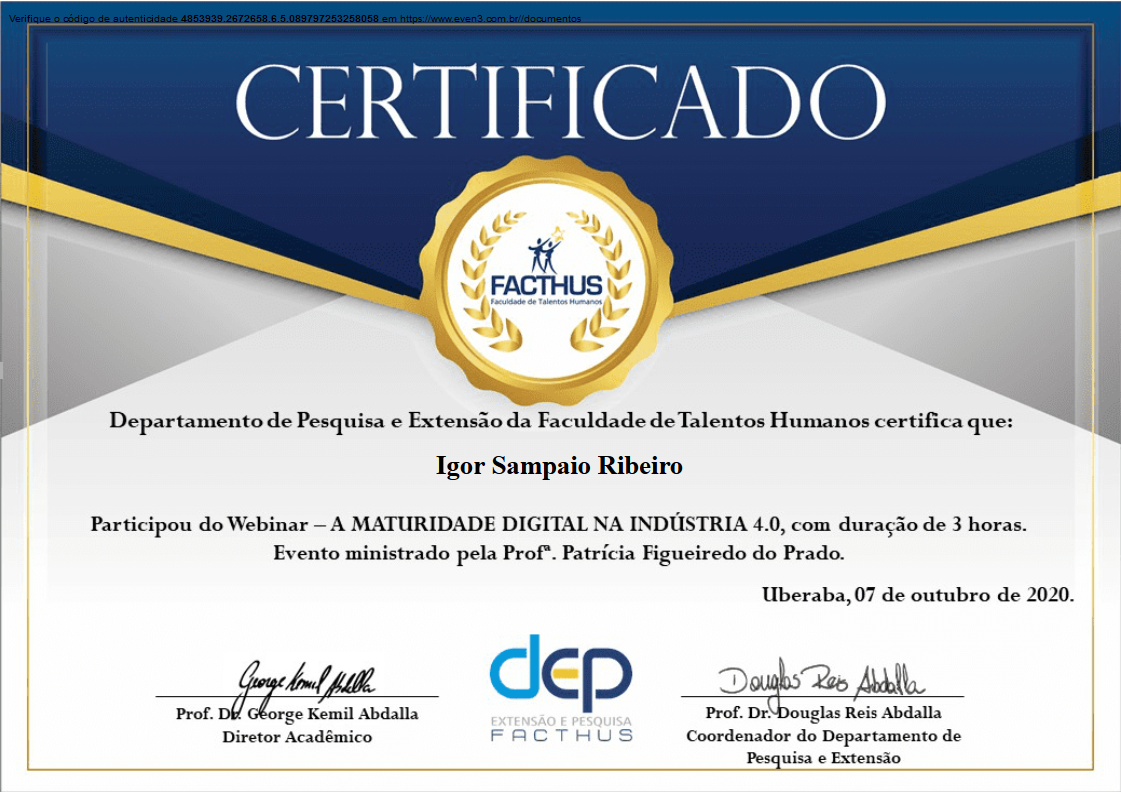 Verifique o código de autenticidade 4853939.2672658.6.5.089797253258058 em https://www.even3.com.br//documentos
CERTIFICADO
FACTHUS
Faculdade de Talentos Humanos
Departamento de Pesquisa e Extensão da Faculdade de Talentos Humanos certifica que:
Igor Sampaio Ribeiro
Participou do Webinar – A MATURIDADE DIGITAL NA INDÚSTRIA 4.0, com duração de 3 horas.
Evento ministrado pela Profª. Patrícia Figueiredo do Prado.
Uberaba, 07 de outubro de 2020.
George Kemil Abdalla
Prof. Dr. George Kemil Abdalla
Diretor Acadêmico
dep
EXTENSÃO E PESQUISA
FACTHUS
Douglas Reis Abdalla
Prof. Dr. Douglas Reis Abdalla
Coordenador do Departamento de
Pesquisa e Extensão